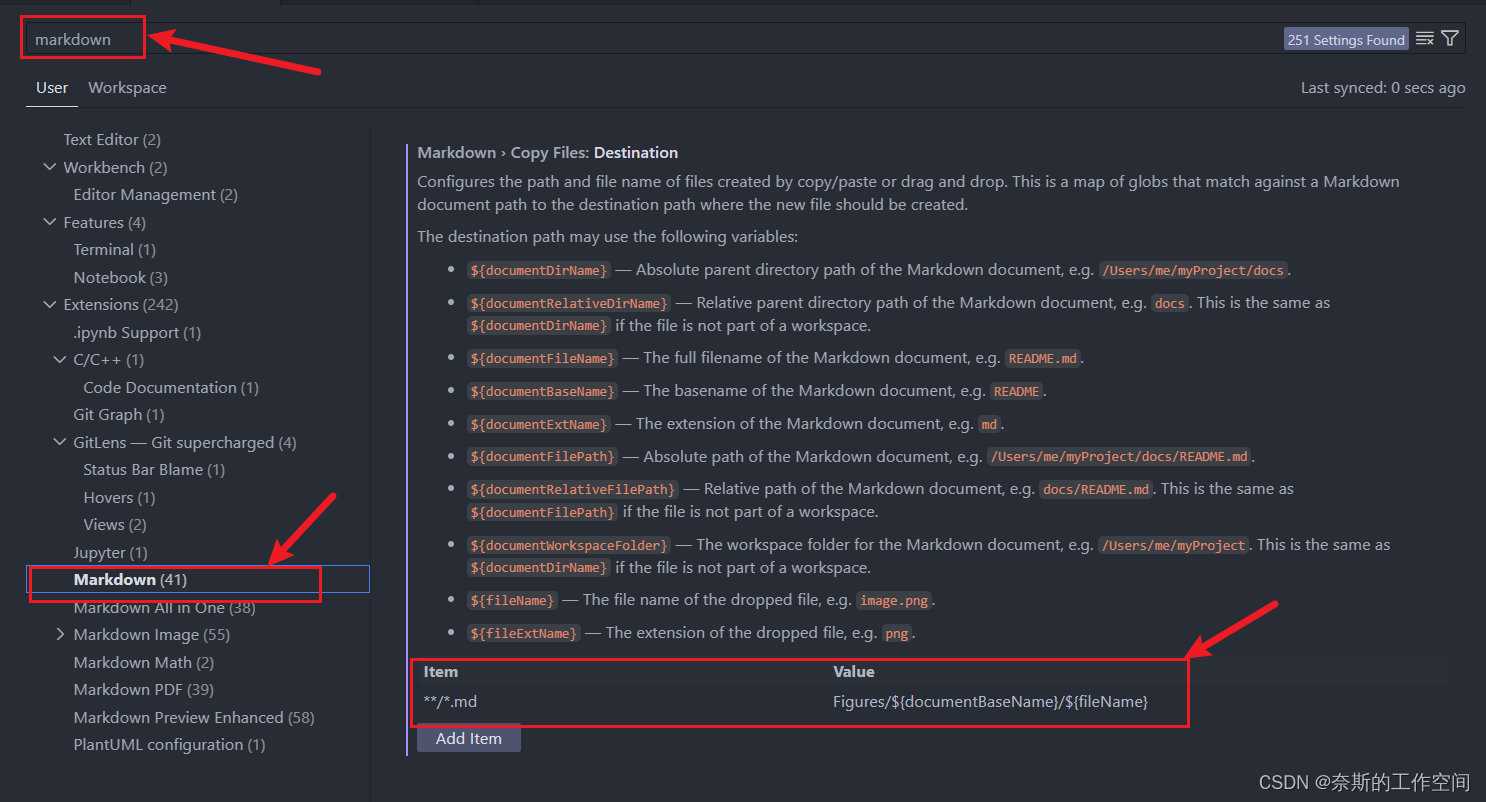 markdown
251 Settings Found
User
Workspace
Last synced: 0 secs ago
Text Editor (2)
Workbench (2)
Editor Management (2)
Features (4)
Terminal (1)
Notebook (3)
Extensions (242)
.ipynb Support (1)
C/C++ (1)
Code Documentation (1)
Git Graph (1)
GitLens — Git supercharged (4)
Status Bar Blame (1)
Hovers (1)
Views (2)
Jupyter (1)
Markdown (41)
Markdown All in One (38)
Markdown Image (55)
Markdown Math (2)
Markdown PDF (39)
Markdown Preview Enhanced (58)
PlantUML configuration (1)
Markdown › Copy Files: Destination
Configures the path and file name of files created by copy/paste or drag and drop. This is a map of globs that match against a Markdown
document path to the destination path where the new file should be created.
The destination path may use the following variables:
• ${documentDirName} — Absolute parent directory path of the Markdown document, e.g. /Users/me/myProject/docs.
• ${documentRelativeDirName} — Relative parent directory path of the Markdown document, e.g. docs. This is the same as
${documentDirName} if the file is not part of a workspace.
• ${documentFileName} — The full filename of the Markdown document, e.g. README.md.
• ${documentBaseName} — The basename of the Markdown document, e.g. README.
• ${documentExtName} — The extension of the Markdown document, e.g. md.
• ${documentFilePath} — Absolute path of the Markdown document, e.g. /Users/me/myProject/docs/README.md.
• ${documentRelativeFilePath} — Relative path of the Markdown document, e.g. docs/README.md. This is the same as
${documentFilePath} if the file is not part of a workspace.
• ${documentWorkspaceFolder} — The workspace folder for the Markdown document, e.g. /Users/me/myProject. This is the same as
${documentDirName} if the file is not part of a workspace.
• ${fileName} — The file name of the dropped file, e.g. image.png.
• ${fileExtName} — The extension of the dropped file, e.g. png.
Item Value
**/*.md Figures/${documentBaseName}/${fileName}
Add Item
CSDN @奈斯的工作空间